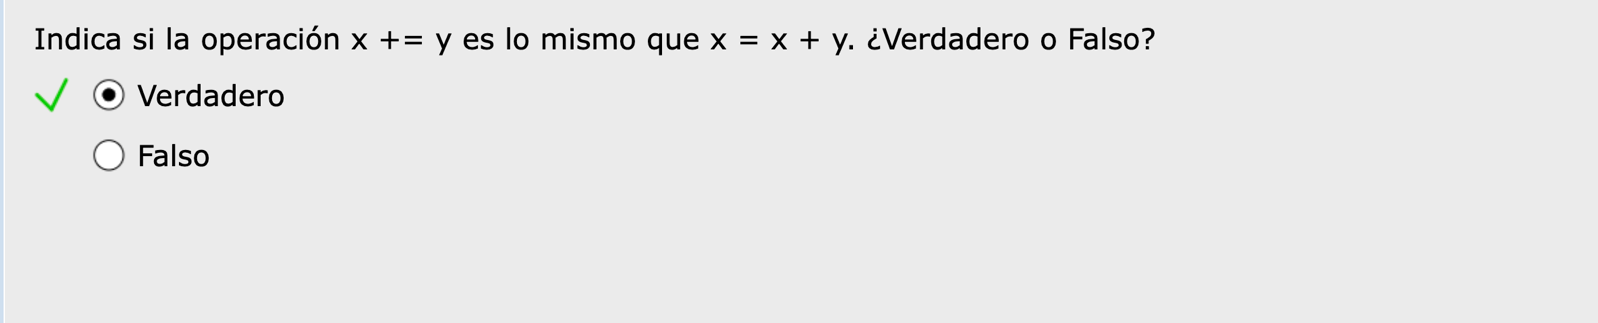 Indica si la operación x += y es lo mismo que x = x + y. ¿Verdadero o Falso?
Verdadero
Falso